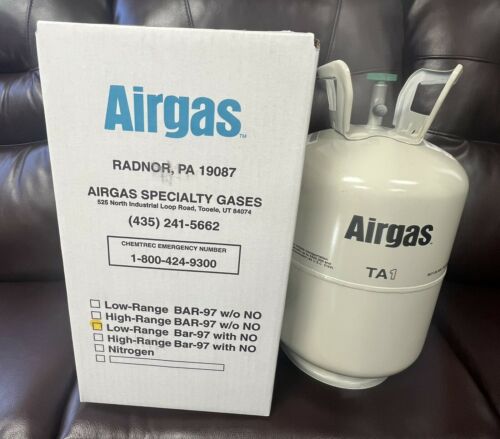 Airgas™
RADNOR, PA 19087
AIRGAS SPECIALTY GASES
525 North Industrial Loop Road, Tooele, UT 84074
(435) 241-5662
CHEMTREC EMERGENCY NUMBER
1-800-424-9300
Low-Range BAR-97 w/o NO
High-Range BAR-97 w/o NO
Low-Range Bar-97 with NO
High-Range Bar-97 with NO
Nitrogen
Airgas
TA1